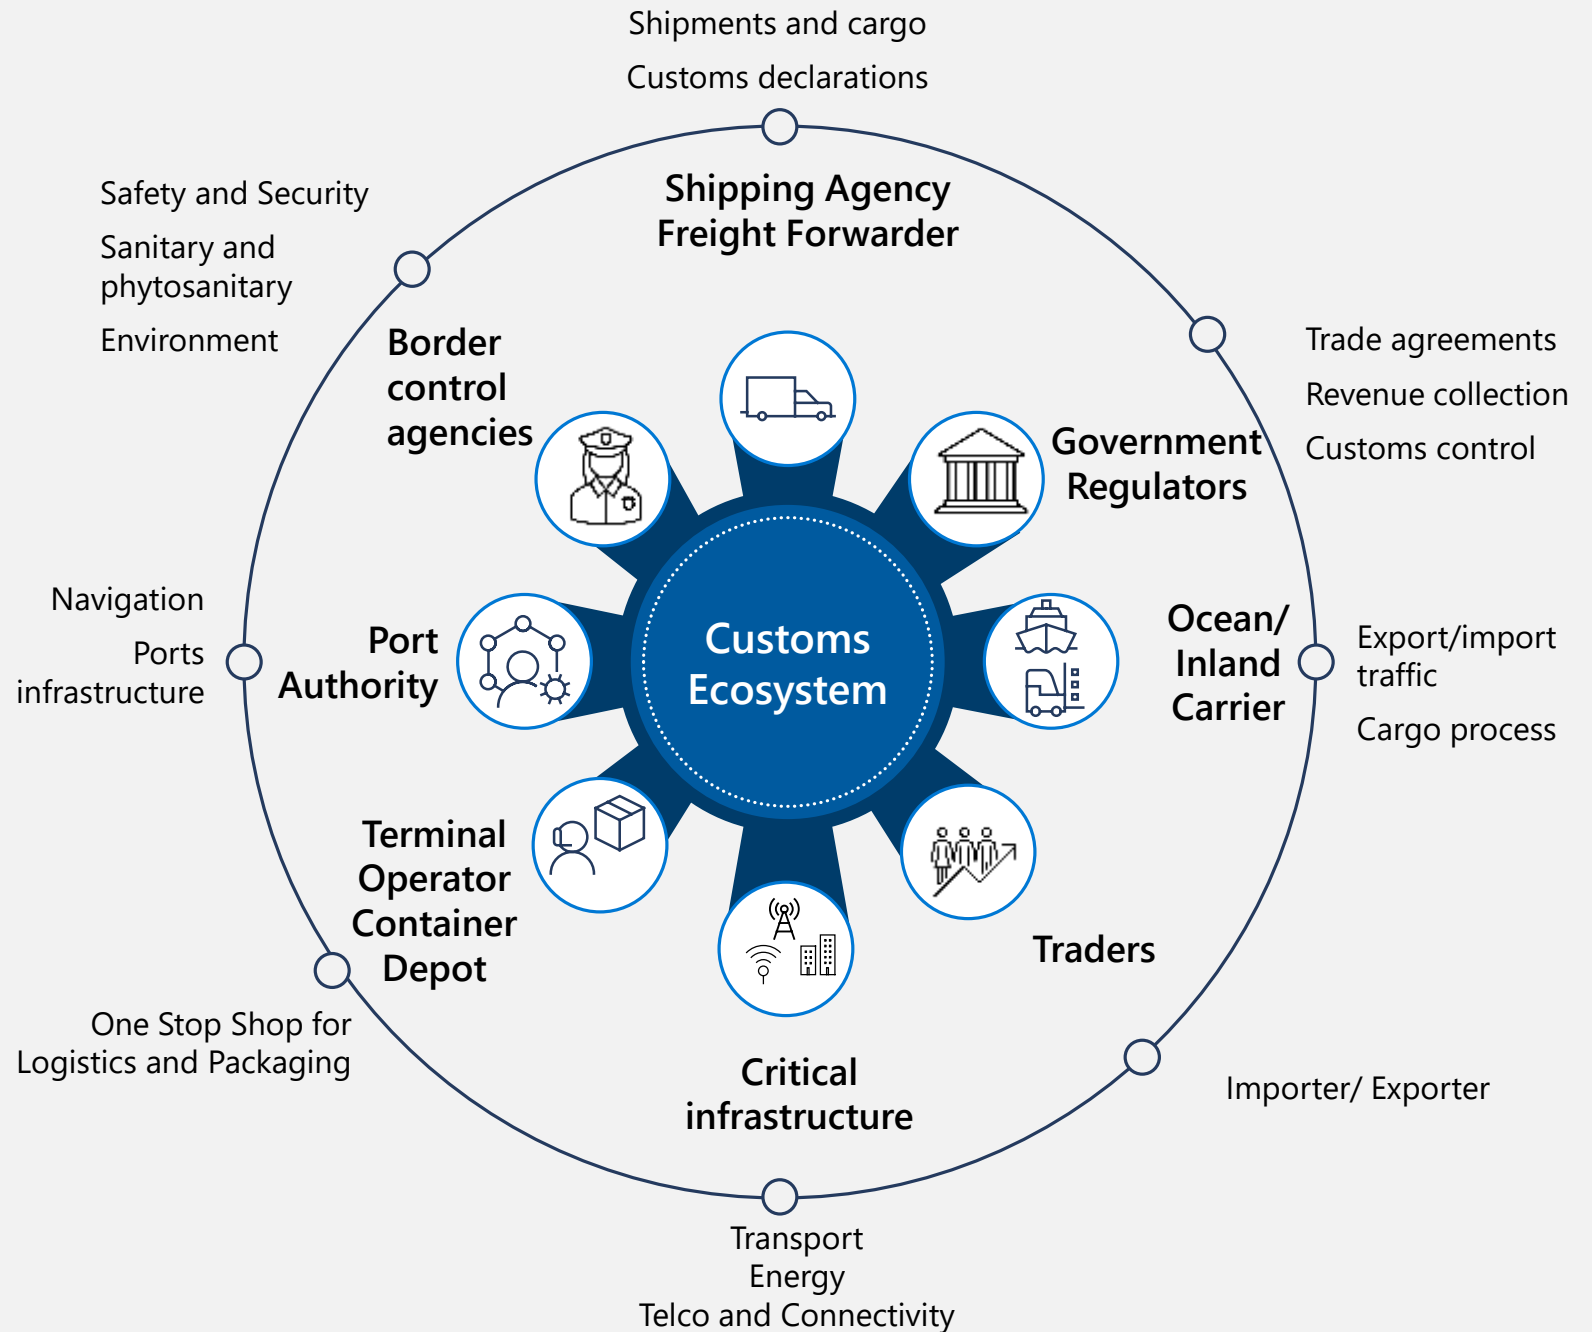 Shipments and cargo
Customs declarations
Shipping Agency
Freight Forwarder
Safety and Security
Sanitary and
phytosanitary
Environment
Border
control
agencies
Trade agreements
Revenue collection
Customs control
Government
Regulators
Navigation
Ports
infrastructure
Port
Authority
Customs
Ecosystem
Ocean/
Inland
Carrier
Export/import
traffic
Cargo process
Terminal
Operator
Container
Depot
One Stop Shop for
Logistics and Packaging
Traders
Importer/ Exporter
Critical
infrastructure
Transport
Energy
Telco and Connectivity